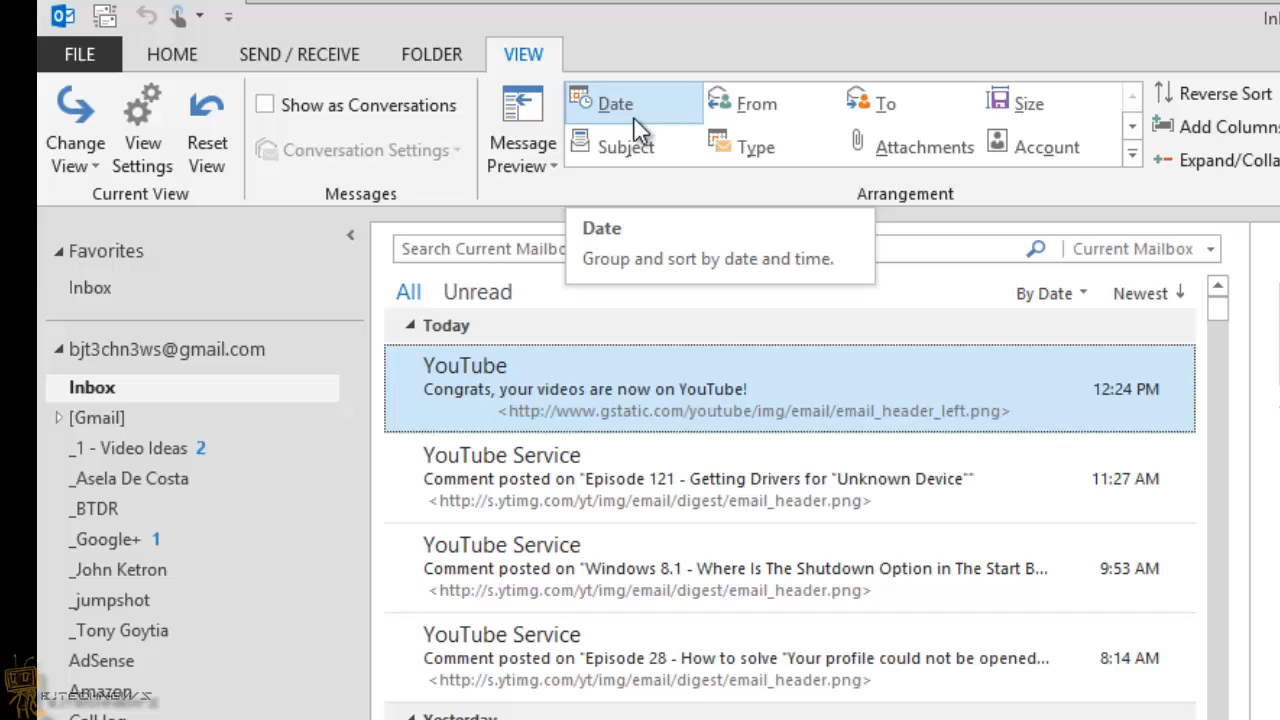 In
FILE HOME SEND / RECEIVE FOLDER VIEW
Change View View Settings Reset View
Current View
Show as Conversations
Conversation Settings
Messages
Message Preview
Date From To Size
Subject Type Attachments Account
Arrangement
Reverse Sort
Add Column
Expand/Colla
Date
Group and sort by date and time.
Favorites
Inbox
bjt3chn3ws@gmail.com
Inbox
[Gmail]
_1 - Video Ideas 2
_Asela De Costa
_BTDR
_Google+ 1
_John Ketron
_jumpshot
_Tony Goytia
AdSense
Amazon
BJTECHNEWS
Search Current Mailbo
Current Mailbox
All Unread By Date Newest
Today
YouTube
Congrats, your videos are now on YouTube! 12:24 PM
<http://www.gstatic.com/youtube/img/email/email_header_left.png>
YouTube Service
Comment posted on "Episode 121 - Getting Drivers for "Unknown Device"" 11:27 AM
<http://s.ytimg.com/yt/img/email/digest/email_header.png>
YouTube Service
Comment posted on "Windows 8.1 - Where Is The Shutdown Option in The Start B... 9:53 AM
<http://s.ytimg.com/yt/img/email/digest/email_header.png>
YouTube Service
Comment posted on "Episode 28 - How to solve "Your profile could not be opened... 8:14 AM
<http://s.ytimg.com/yt/img/email/digest/email_header.png>
Yesterday